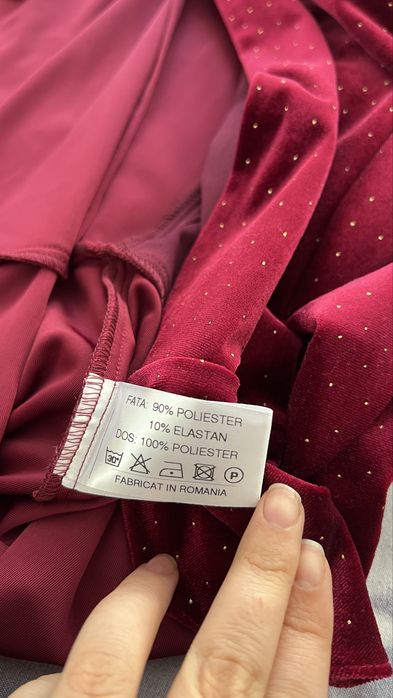 FATA: 90% POLIESTER
10% ELASTAN
DOS: 100% POLIESTER
30° P
FABRICAT IN ROMANIA